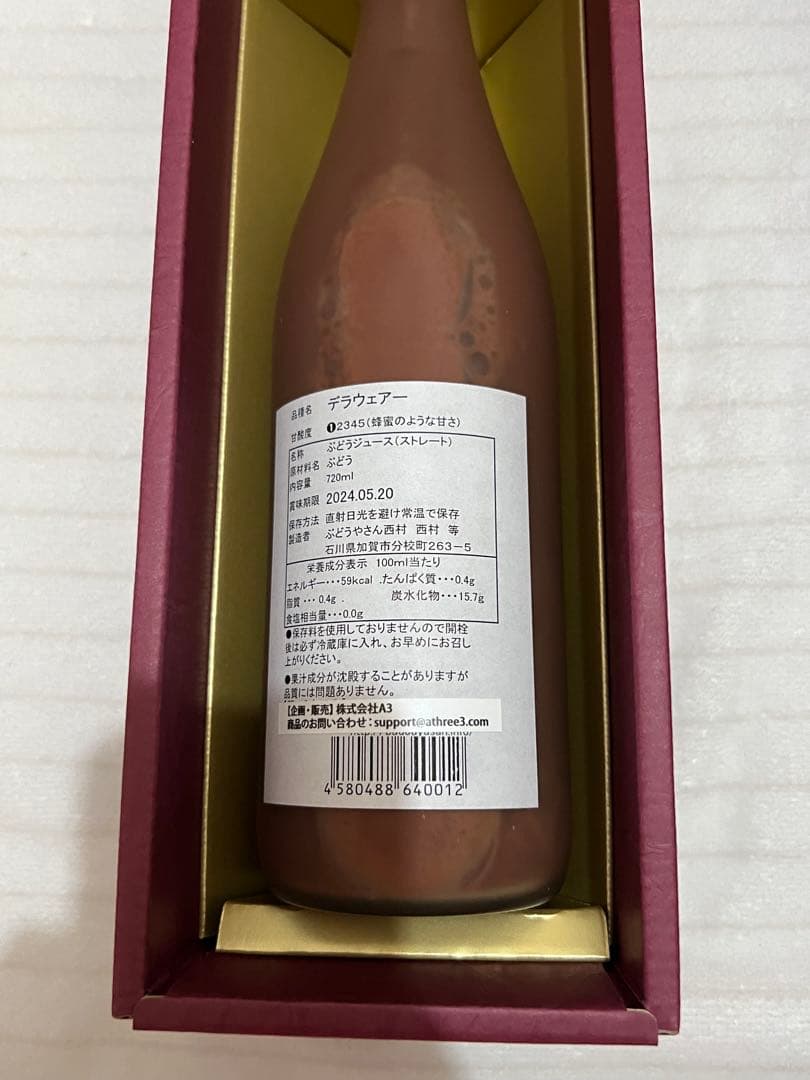 品種名 デラウェアー
甘酸度 ❶2345(蜂蜜のような甘さ)
名称 ぶどうジュース(ストレート)
原材料名 ぶどう
内容量 720ml
賞味期限 2024.05.20
保存方法 直射日光を避け常温で保存
製造者 ぶどうやさん西村 西村 等
石川県加賀市分校町263-5
栄養成分表示 100ml当たり
エネルギー・・・59kcal .たんぱく質・・・0.4g
脂質・・・0.4g . 炭水化物・・・15.7g
食塩相当量・・・0.0g
●保存料を使用しておりませんので開栓
後は必ず冷蔵庫に入れ、お早めにお召し
上がりください。
●果汁成分が沈殿することがありますが
品質には問題ありません。
【企画・販売】株式会社A3
商品のお問い合わせ:support@athree3.com
4 580488 640012